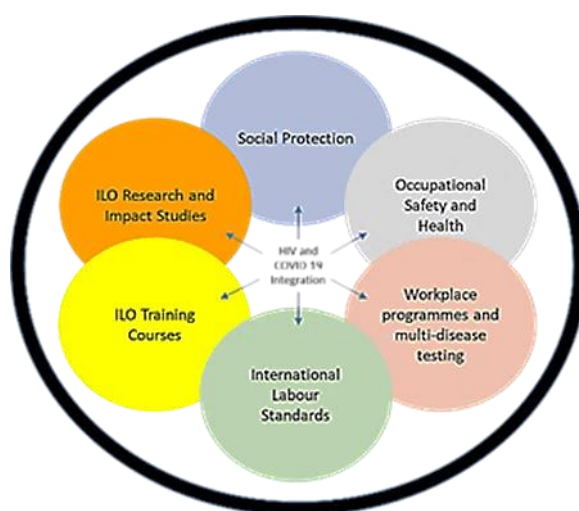 Social Protection
Occupational
Safety and
Health
Workplace
programmes and
multi-disease
testing
International
Labour
Standards
ILO Training
Courses
ILO Research and
Impact Studies
HIV and
COVID 19
Integration